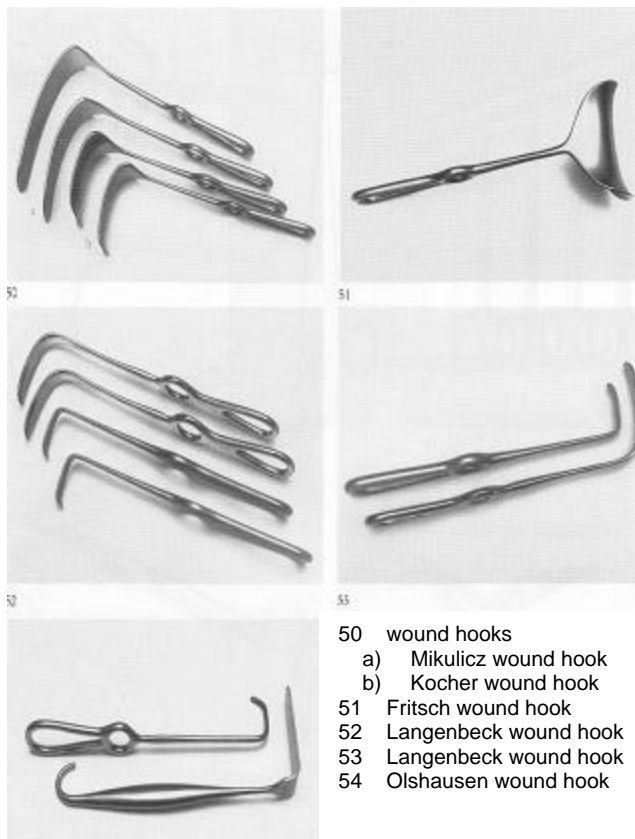 a
b
50
51
52
53
50 wound hooks
a) Mikulicz wound hook
b) Kocher wound hook
51 Fritsch wound hook
52 Langenbeck wound hook
53 Langenbeck wound hook
54 Olshausen wound hook